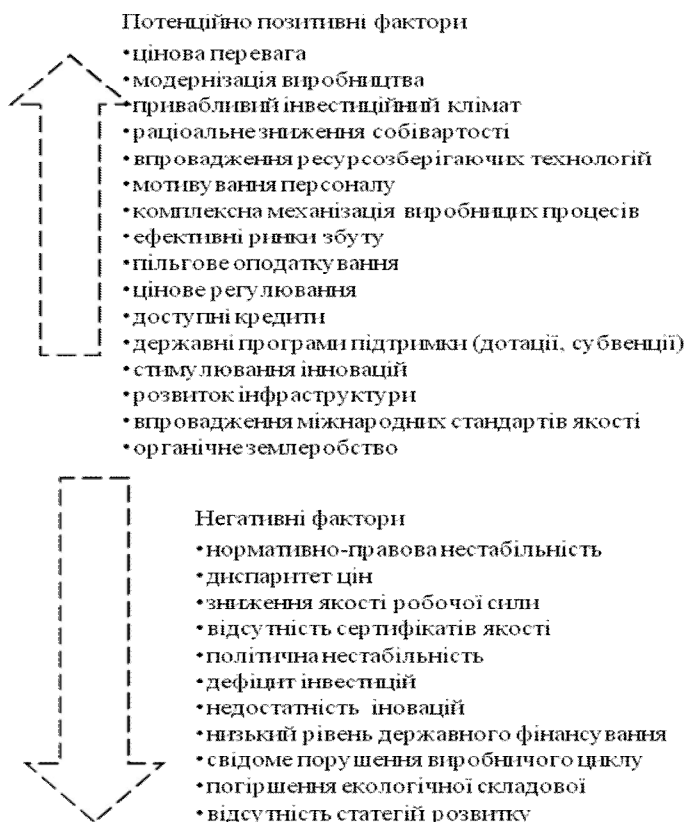 Потенційно позитивні фактори
•цінова перевага
•модернізація виробництва
•привабливий інвестиційний клімат
•раціоальне зниження собівартості
•впровадження ресурсозберігаючих технологій
•мотивування персоналу
•комплексна механізація виробницих процесів
•ефективні ринки збуту
•пільгове оподаткування
•цінове регулювання
•доступні кредити
•державні програми підтримки (дотації, субвенції)
•стимулювання інновацій
•розвиток інфраструктури
•впровадження міжнародних стандартів якості
•органічне землеробство
Негативні фактори
•нормативно-правова нестабільність
•диспаритет цін
•зниження якості робочої сили
•відсутність сертифікатів якості
•політична нестабільність
•дефіцит інвестицій
•недостатність іновацій
•низький рівень державного фінансування
•свідоме порушення виробничого циклу
•погіршення екологічної складової
•відсутність статегій розвитку